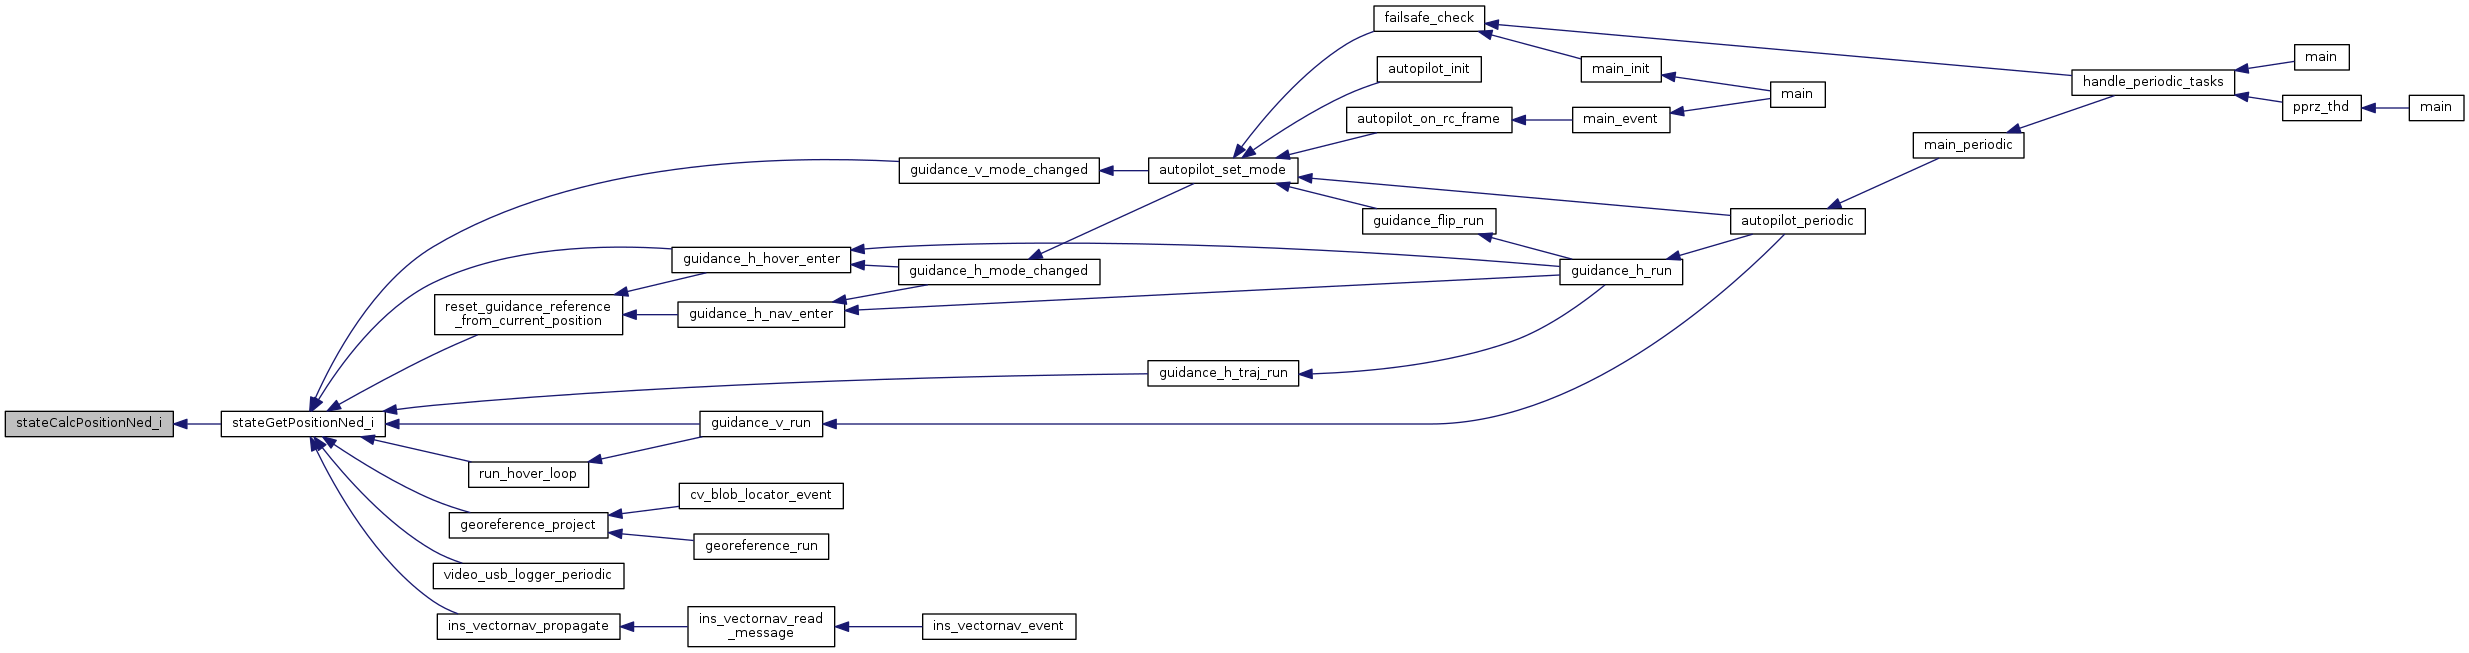 failsafe_check
main
autopilot_init
main_init
handle_periodic_tasks
main
pprz_thd
main
autopilot_on_rc_frame
main_event
main_periodic
guidance_v_mode_changed
autopilot_set_mode
guidance_flip_run
autopilot_periodic
guidance_h_hover_enter
guidance_h_mode_changed
guidance_h_run
reset_guidance_reference
_from_current_position
guidance_h_nav_enter
guidance_h_traj_run
stateCalcPositionNed_i
stateGetPositionNed_i
guidance_v_run
run_hover_loop
cv_blob_locator_event
georeference_project
georeference_run
video_usb_logger_periodic
ins_vectornav_propagate
ins_vectornav_read
_message
ins_vectornav_event